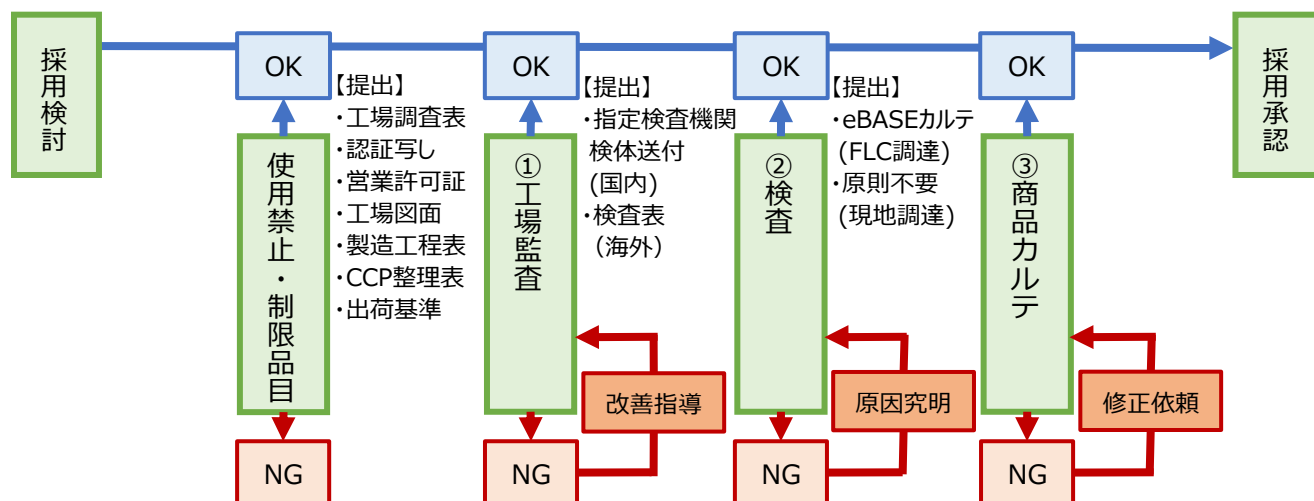 採用検討
OK
使用禁止・制限品目
NG
【提出】
・工場調査表
・認証写し
・営業許可証
・工場図面
・製造工程表
・CCP整理表
・出荷基準
OK
①工場監査
NG
改善指導
【提出】
・指定検査機関
検体送付
(国内)
・検査表
（海外）
OK
②検査
NG
原因究明
【提出】
・eBASEカルテ
(FLC調達)
・原則不要
(現地調達)
OK
③商品カルテ
NG
修正依頼
採用承認